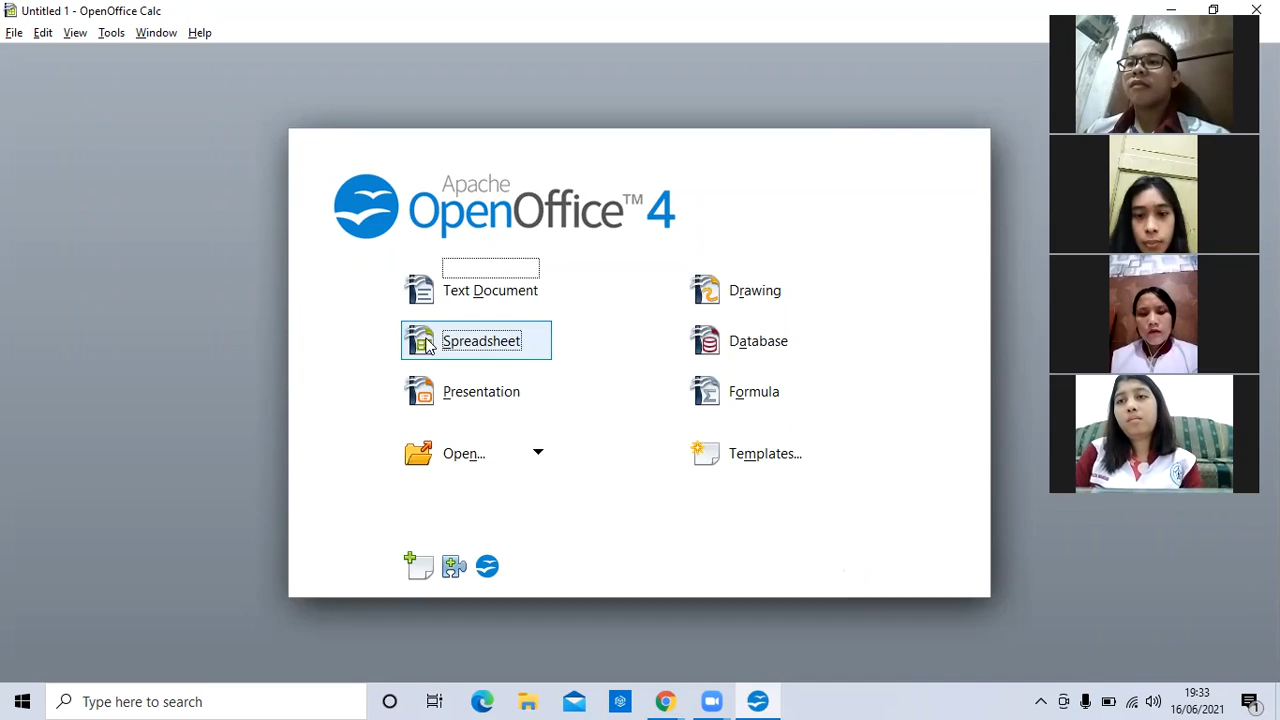 Untitled 1 - OpenOffice Calc
File Edit View Tools Window Help
Apache
OpenOffice™ 4
Text Document
Drawing
Spreadsheet
Database
Presentation
Formula
Open...
Templates...
Type here to search
19:33
16/06/2021
1